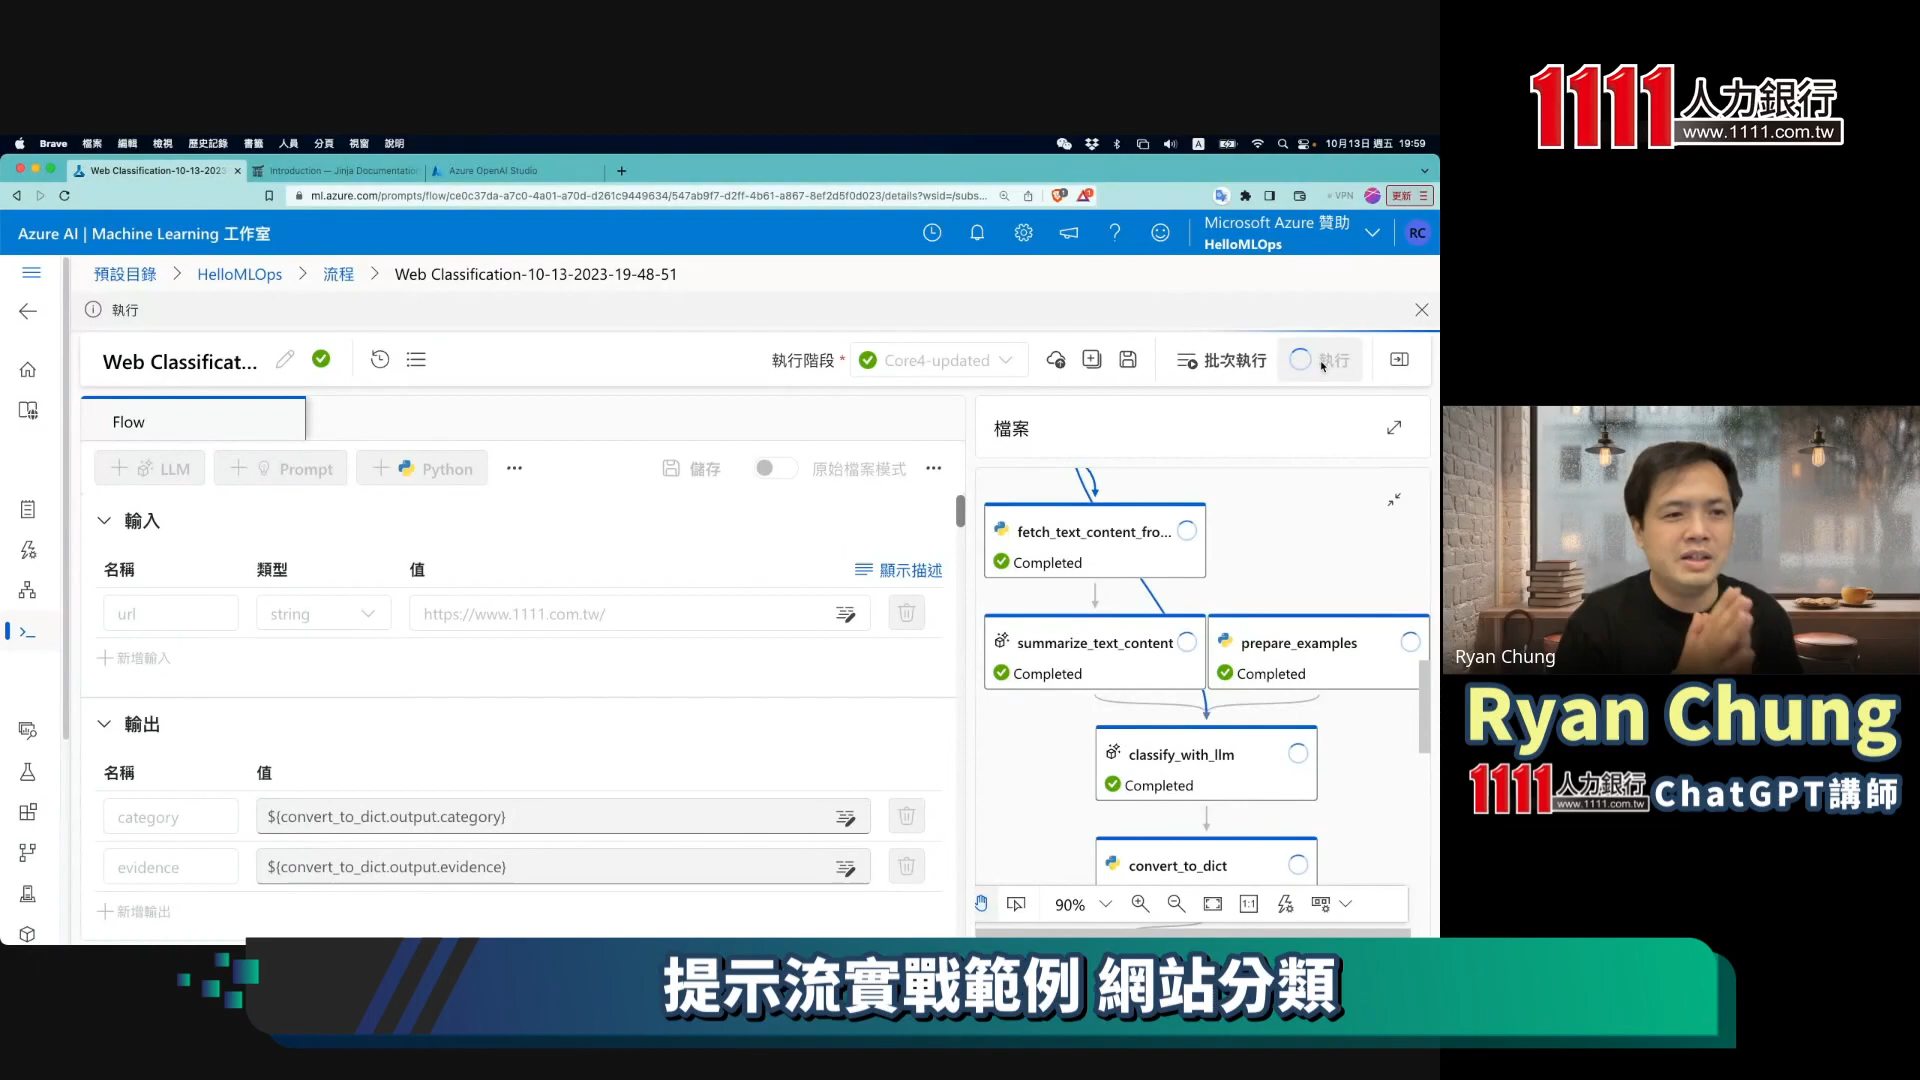 Brave 檔案 編輯 檢視 歷史記錄 書籤 人員 分頁 視窗 說明
A
10月13日 週五 19:59
Web Classification-10-13-2023
Introduction — Jinja Documentation
Azure OpenAI Studio
ml.azure.com/prompts/flow/ce0c37da-a7c0-4a01-a70d-d261c9449634/547ab9f7-d2ff-4b61-a867-8ef2d5f0d023/details?wsid=/subs...
VPN
更新
Azure AI | Machine Learning 工作室
Microsoft Azure 贊助
HelloMLOps
RC
預設目錄 > HelloMLOps > 流程 > Web Classification-10-13-2023-19-48-51
執行
Web Classificat...
執行階段 *
Core4-updated
批次執行
執行
Flow
LLM
Prompt
Python
...
儲存
原始檔案模式
...
輸入
名稱 類型 值
顯示描述
url string https://www.1111.com.tw/
新增輸入
輸出
名稱 值
category ${convert_to_dict.output.category}
evidence ${convert_to_dict.output.evidence}
新增輸出
檔案
fetch_text_content_fro...
Completed
summarize_text_content
Completed
prepare_examples
Completed
classify_with_llm
Completed
convert_to_dict
90%
1:1
1111人力銀行
www.1111.com.tw
Ryan Chung
Ryan Chung
1111人力銀行
www.1111.com.tw
ChatGPT講師
提示流實戰範例 網站分類